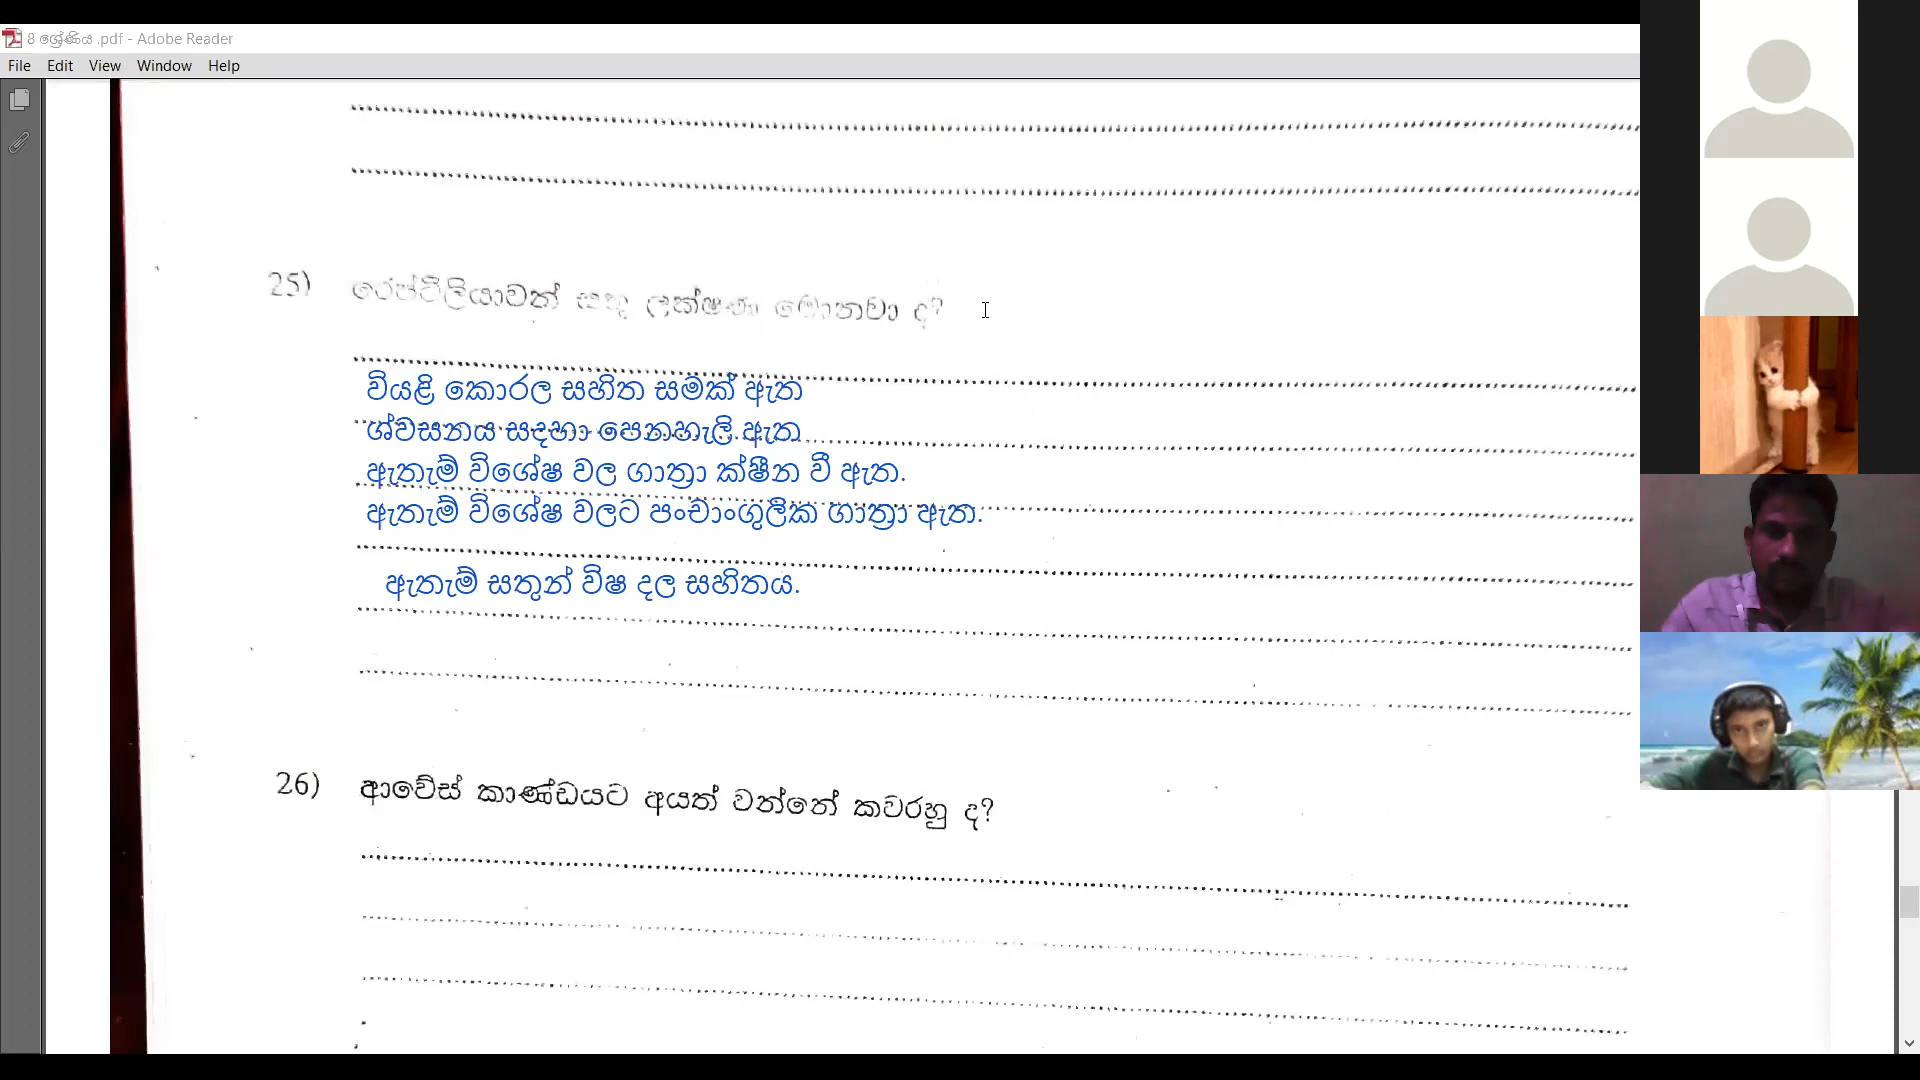 8 ශ්‍රේණිය .pdf - Adobe Reader
File Edit View Window Help
25) රෙප්ටීලියාවන් සතු ලක්ෂණ මොනවා ද?
වියළි කොරල සහිත සමක් ඇත
ශ්වසනය සදහා පෙනහැලි ඇත
ඇතැම් විශේෂ වල ගාත්‍රා ක්ෂීන වී ඇත.
ඇතැම් විශේෂ වලට පංචාංගුලික ගාත්‍රා ඇත.
ඇතැම් සතුන් විෂ දල සහිතය.
26) ආවේස් කාණ්ඩයට අයත් වන්නේ කවරහු ද?